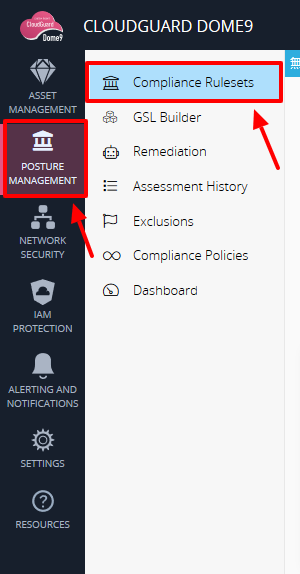 CloudGuard
Dome9
CLOUDGUARD DOME9
ASSET
MANAGEMENT
POSTURE
MANAGEMENT
NETWORK
SECURITY
IAM
PROTECTION
ALERTING AND
NOTIFICATIONS
SETTINGS
RESOURCES
Compliance Rulesets
GSL Builder
Remediation
Assessment History
Exclusions
Compliance Policies
Dashboard
無